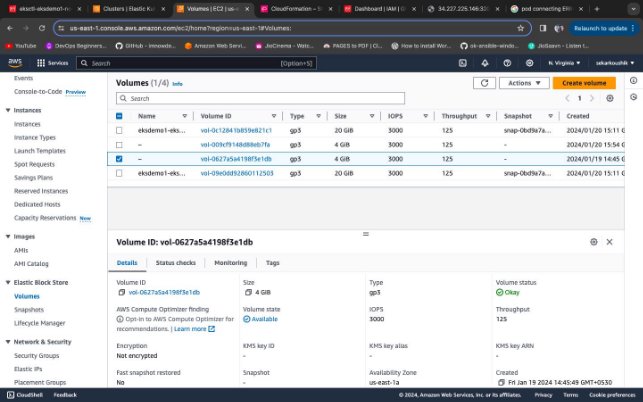 eksctl-eksdemo1-no
Clusters | Elastic Ku
Volumes | EC2 | us-e
CloudFormation – S
Dashboard | IAM | G
34.227.225.146:320
pod connecting EFS
us-east-1.console.aws.amazon.com/ec2/home?region=us-east-1#Volumes:
Relaunch to update
YouTube
DevOps Beginners...
GitHub - innovde...
Amazon Web Servic...
JioCinema - Watc...
PAGES to PDF | C...
How to install Wor...
ok-ansible-windo...
JioSaavn - Listen t...
aws
Services
Search
[Option+S]
N. Virginia
sekarkoushik
Events
Console-to-Code Preview
Instances
Instances
Instance Types
Launch Templates
Spot Requests
Savings Plans
Reserved Instances
Dedicated Hosts
Capacity Reservations New
Images
AMIs
AMI Catalog
Elastic Block Store
Volumes
Snapshots
Lifecycle Manager
Network & Security
Security Groups
Elastic IPs
Placement Groups
Volumes (1/4) Info
Actions
Create volume
Search
1
Name Volume ID Type Size IOPS Throughput Snapshot Created
eksdemo1-eks... vol-0c12841b859e821c1 gp3 20 GiB 3000 125 snap-0bd9a7a... 2024/01/20 15:11 G
– vol-009cf9148d88eb7fa gp3 4 GiB 3000 125 - 2024/01/20 15:54 G
– vol-0627a5a4198f3e1db gp3 4 GiB 3000 125 - 2024/01/19 14:45 G
eksdemo1-eks... vol-09e0dd92860112503 gp3 20 GiB 3000 125 snap-0bd9a7a... 2024/01/20 15:11 G
Volume ID: vol-0627a5a4198f3e1db
Details Status checks Monitoring Tags
Volume ID Size Type Volume status
vol-0627a5a4198f3e1db 4 GiB gp3 Okay
AWS Compute Optimizer finding Volume state IOPS Throughput
Opt-in to AWS Compute Optimizer for Available 3000 125
recommendations. | Learn more
Encryption KMS key ID KMS key alias KMS key ARN
Not encrypted - - -
Fast snapshot restored Snapshot Availability Zone Created
No - us-east-1a Fri Jan 19 2024 14:45:49 GMT+0530
CloudShell Feedback
© 2024, Amazon Web Services, Inc. or its affiliates. Privacy Terms Cookie preferences